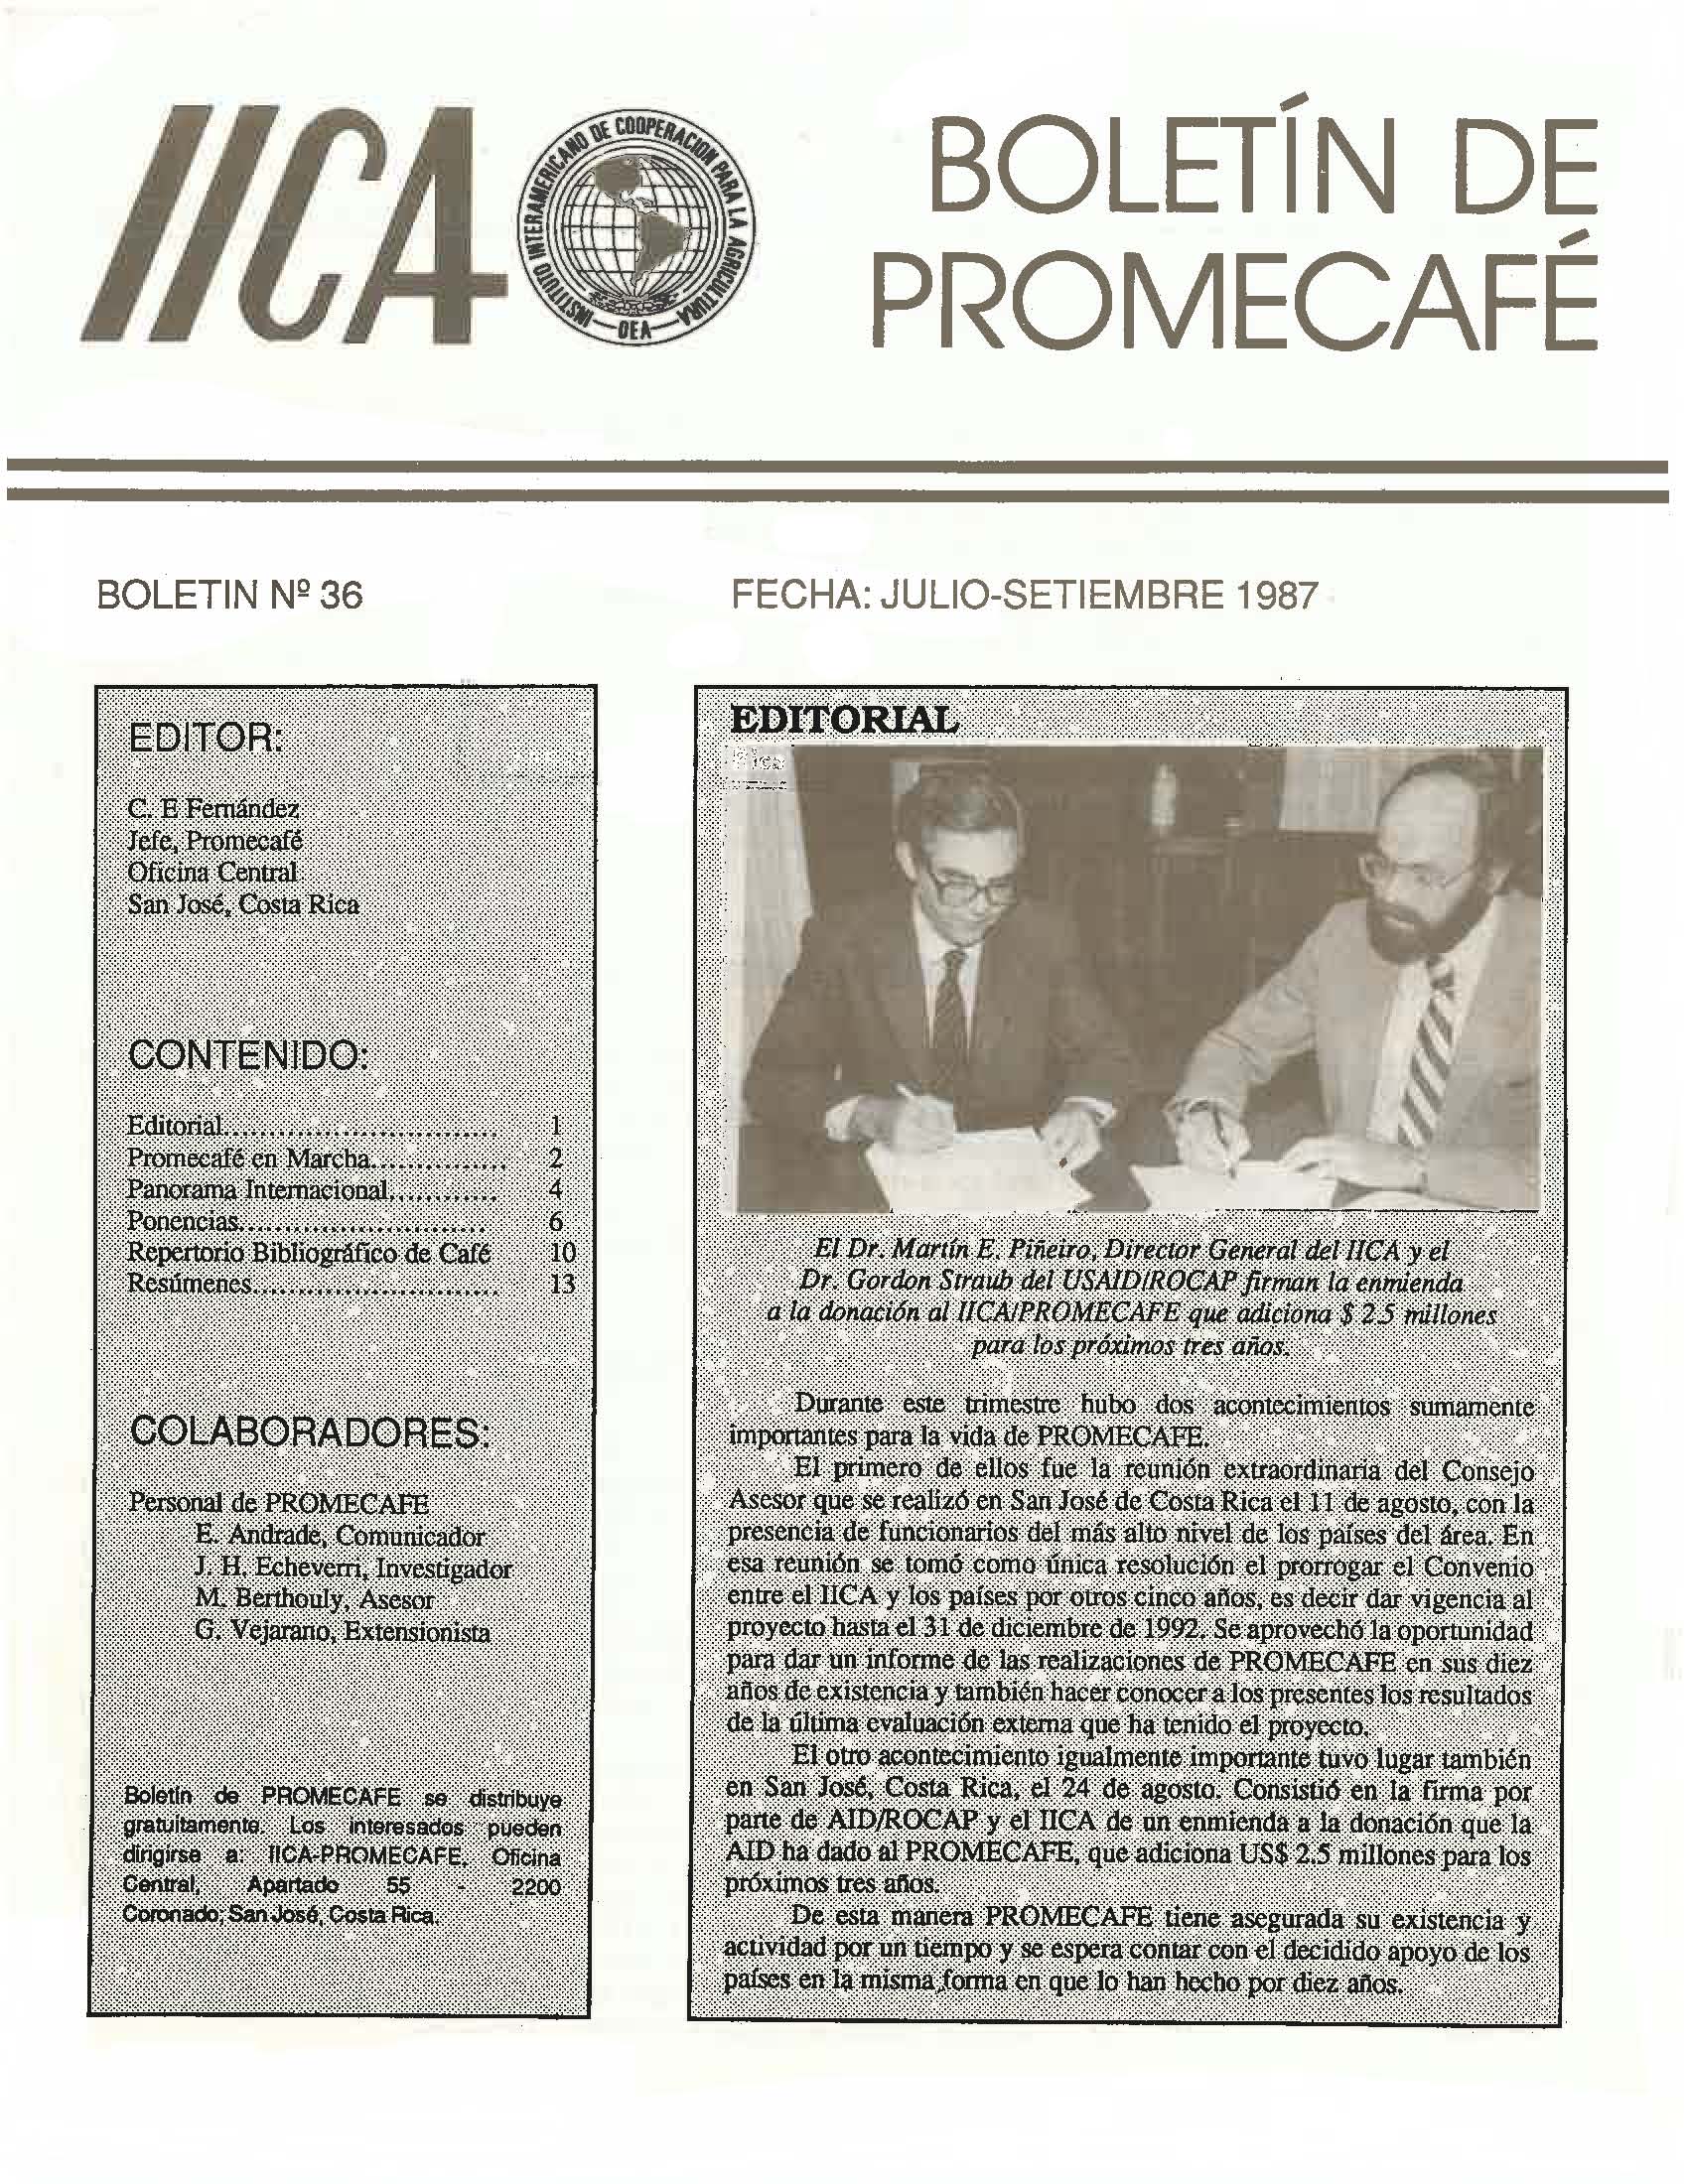 IICA
INSTITUTO INTERAMERICANO DE COOPERACION PARA LA AGRICULTURA
OEA
BOLETÍN DE
PROMECAFÉ
BOLETIN Nº 36
FECHA: JULIO-SETIEMBRE 1987
EDITOR:
C. E Fernández
Jefe, Promecafé
Oficina Central
San José, Costa Rica
CONTENIDO:
Editorial.............................. 1
Promecafé en Marcha............... 2
Panorama Internacional............ 4
Ponencias........................... 6
Repertorio Bibliográfico de Café 10
Resúmenes........................... 13
COLABORADORES:
Personal de PROMECAFE
E. Andrade, Comunicador
J. H. Echeverri, Investigador
M. Berthouly, Asesor
G. Vejarano, Extensionista
Boletín de PROMECAFE se distribuye
gratuitamente. Los interesados pueden
dirigirse a: IICA-PROMECAFE, Oficina
Central, Apartado 55 - 2200
Coronado, San José, Costa Rica.
EDITORIAL
El Dr. Martín E. Piñeiro, Director General del IICA y el
Dr. Gordon Straub del USAID/ROCAP firman la enmienda
a la donación al IICA/PROMECAFE que adiciona $ 2.5 millones
para los próximos tres años.
Durante este trimestre hubo dos acontecimientos sumamente
importantes para la vida de PROMECAFE.
El primero de ellos fue la reunión extraordinaria del Consejo
Asesor que se realizó en San José de Costa Rica el 11 de agosto, con la
presencia de funcionarios del más alto nivel de los países del área. En
esa reunión se tomó como única resolución el prorrogar el Convenio
entre el IICA y los países por otros cinco años, es decir dar vigencia al
proyecto hasta el 31 de diciembre de 1992. Se aprovechó la oportunidad
para dar un informe de las realizaciones de PROMECAFE en sus diez
años de existencia y también hacer conocer a los presentes los resultados
de la última evaluación externa que ha tenido el proyecto.
El otro acontecimiento igualmente importante tuvo lugar también
en San José, Costa Rica, el 24 de agosto. Consistió en la firma por
parte de AID/ROCAP y el IICA de un enmienda a la donación que la
AID ha dado al PROMECAFE, que adiciona US$ 2.5 millones para los
próximos tres años.
De esta manera PROMECAFE tiene asegurada su existencia y
actividad por un tiempo y se espera contar con el decidido apoyo de los
países en la misma forma en que lo han hecho por diez años.